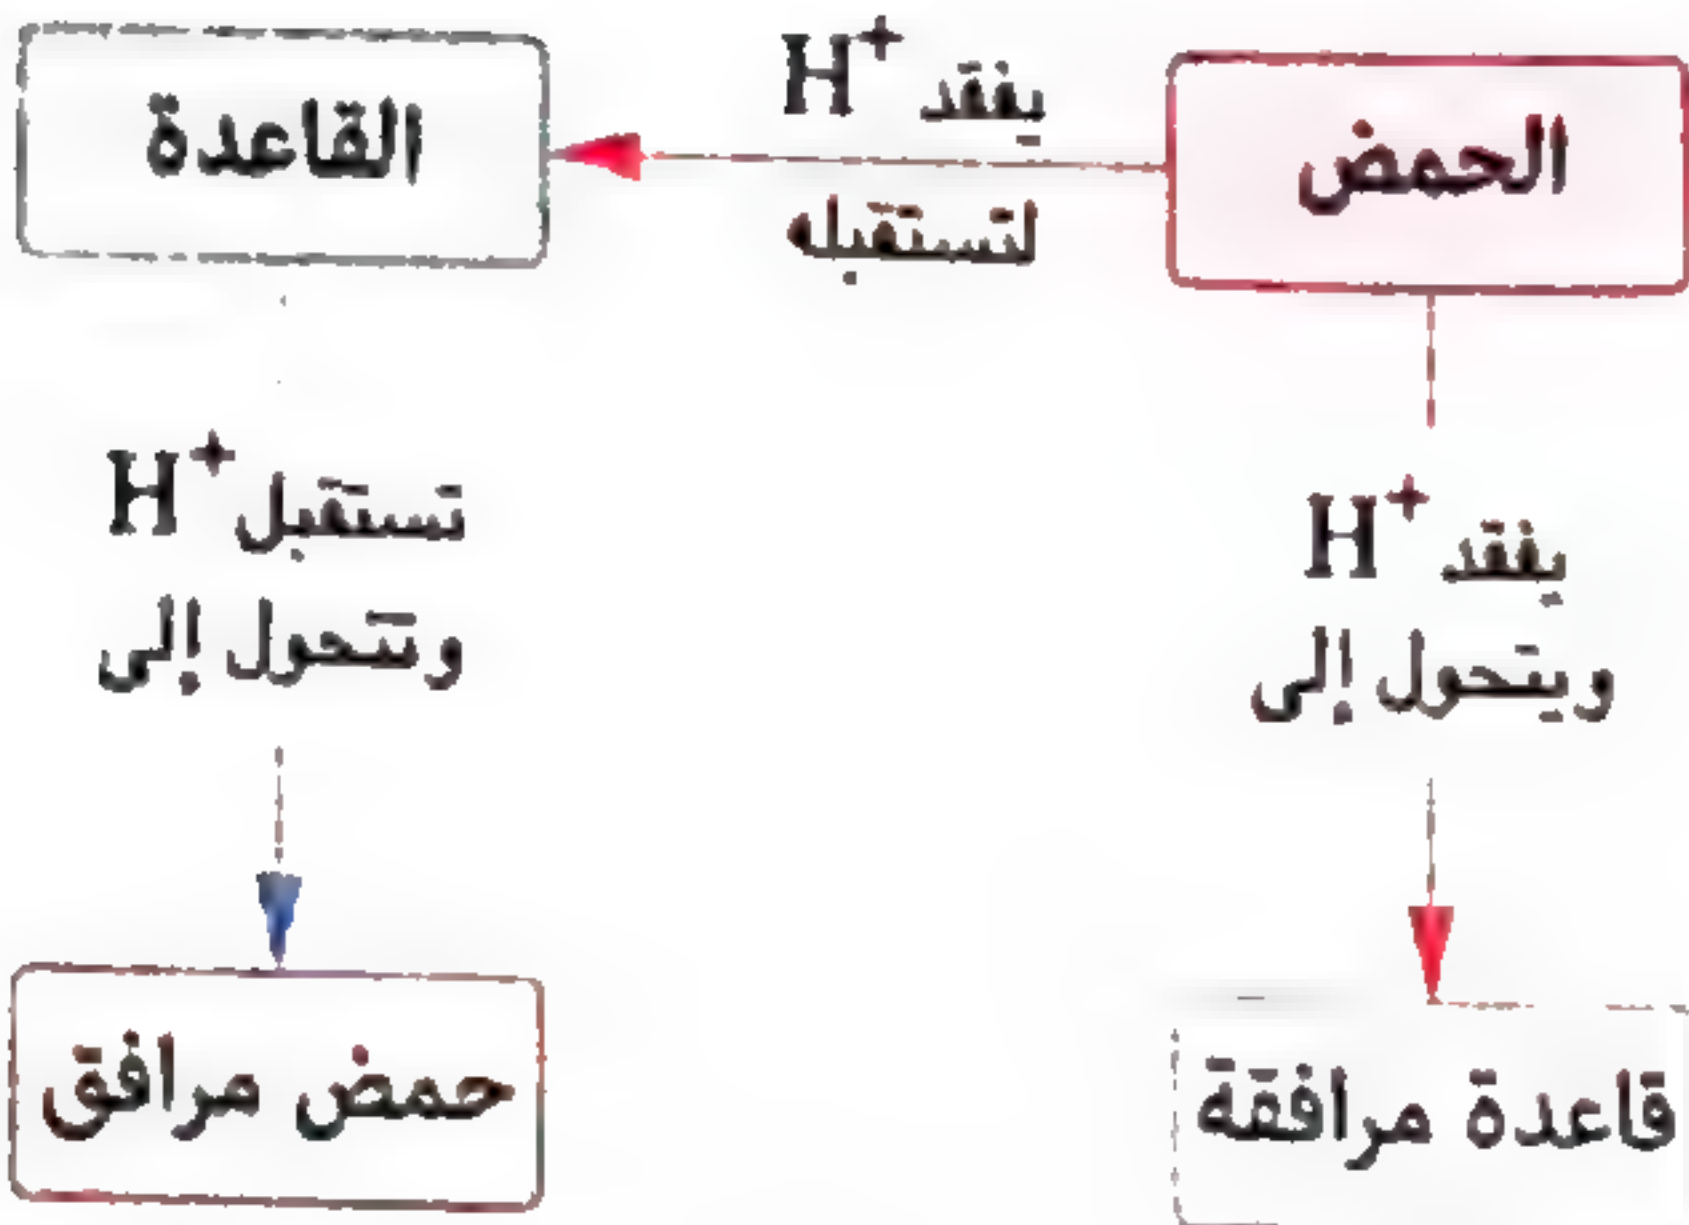 الحمض
يفقد H⁺
لتستقبله
القاعدة
يفقد H⁺
ويتحول إلى
تستقبل H⁺
وتتحول إلى
قاعدة مرافقة
حمض مرافق